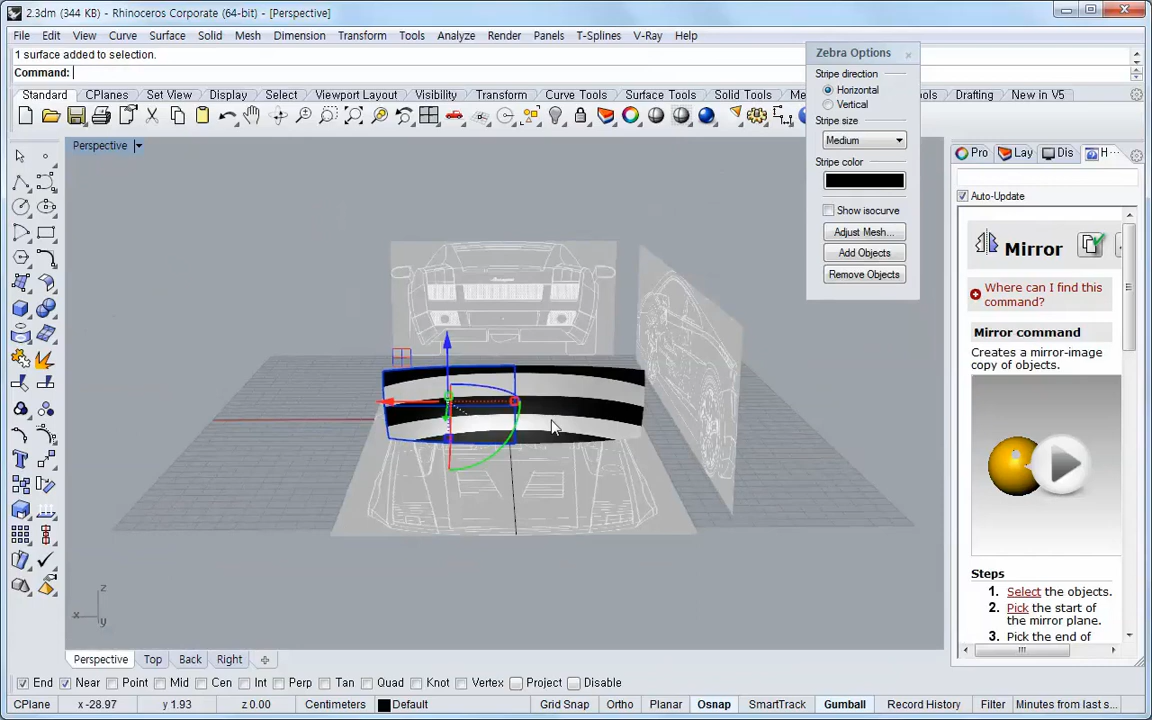 2.3dm (344 KB) - Rhinoceros Corporate (64-bit) - [Perspective]
File Edit View Curve Surface Solid Mesh Dimension Transform Tools Analyze Render Panels T-Splines V-Ray Help
1 surface added to selection.
Command:
Standard CPlanes Set View Display Select Viewport Layout Visibility Transform Curve Tools Surface Tools Solid Tools Drafting New in V5
Zebra Options
Stripe direction
Horizontal
Vertical
Stripe size
Medium
Stripe color
Show isocurve
Adjust Mesh...
Add Objects
Remove Objects
Perspective
Pro Lay Dis H...
Auto-Update
Mirror
Where can I find this
command?
Mirror command
Creates a mirror-image
copy of objects.
Steps
1. Select the objects.
2. Pick the start of
the mirror plane.
3. Pick the end of
z
x
y
Perspective Top Back Right
End Near Point Mid Cen Int Perp Tan Quad Knot Vertex Project Disable
CPlane x -28.97 y 1.93 z 0.00 Centimeters Default Grid Snap Ortho Planar Osnap SmartTrack Gumball Record History Filter Minutes from last s...